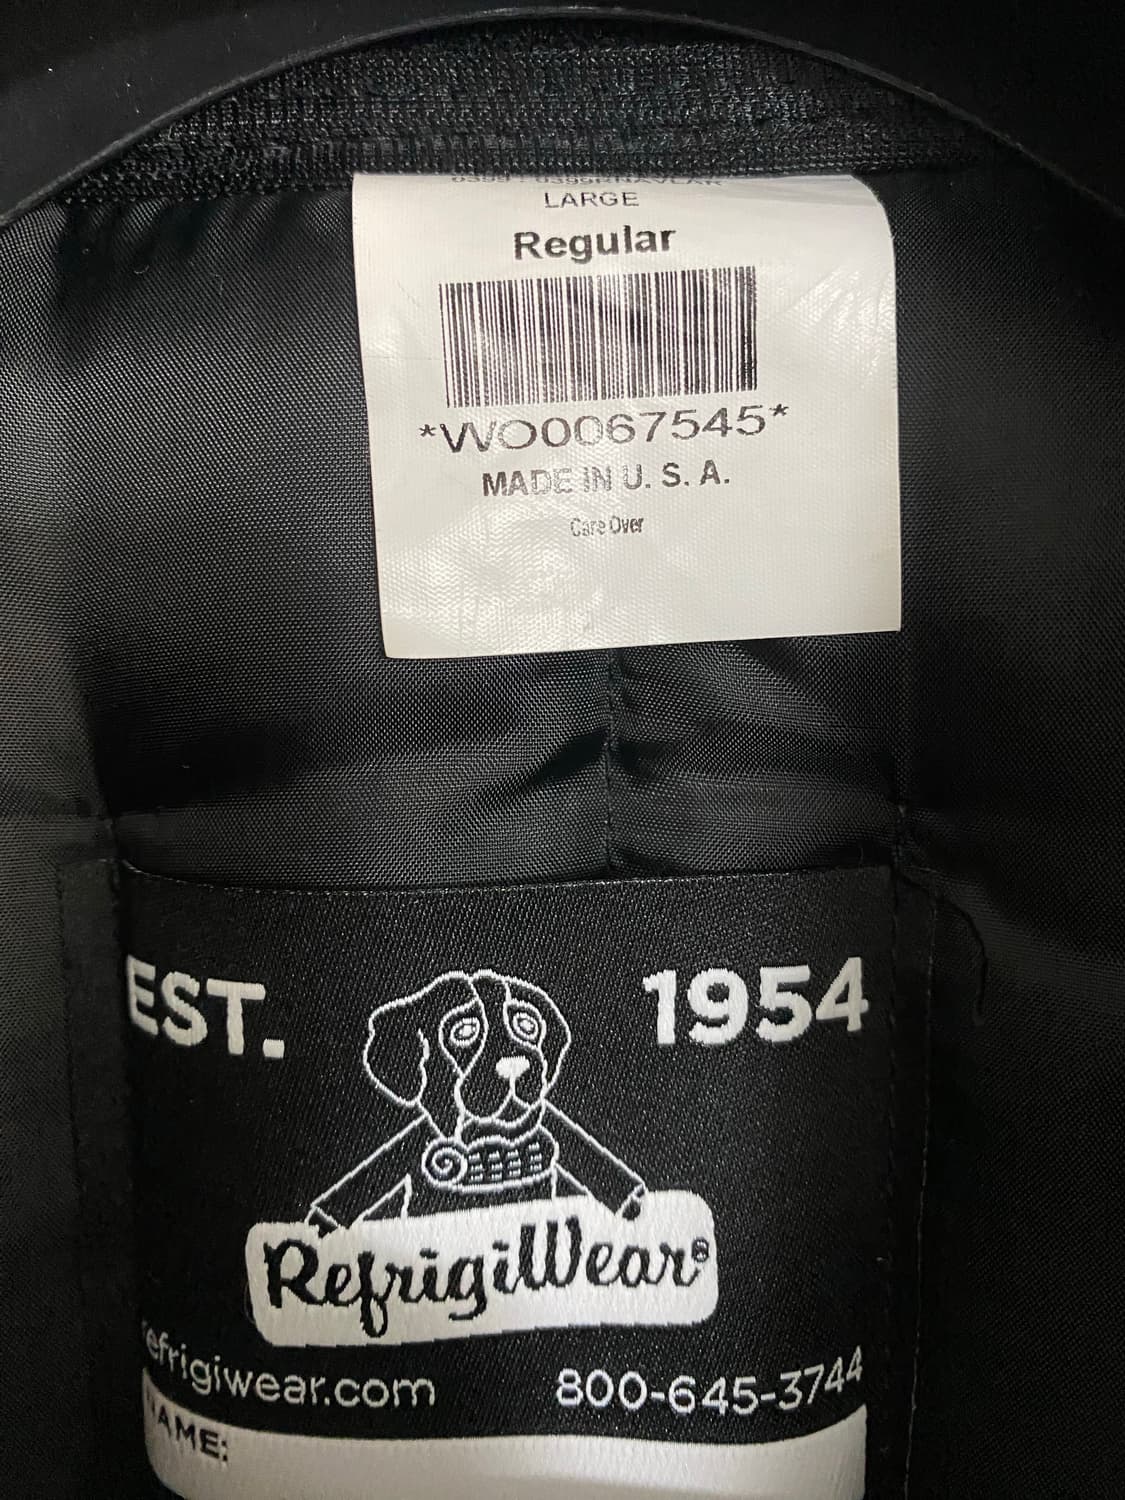 LARGE
Regular
*WO0067545*
MADE IN U. S. A.
Care Over
EST. 1954
RefrigiWear®
refrigiwear.com 800-645-3744
NAME: